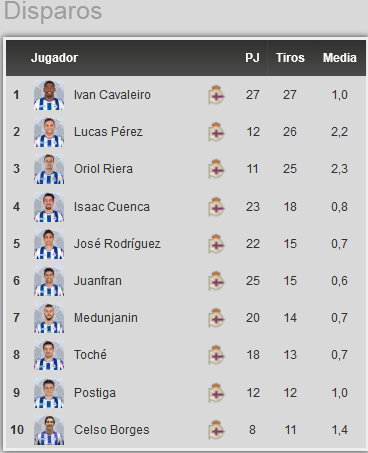 Disparos
Jugador PJ Tiros Media
1 Ivan Cavaleiro 27 27 1,0
2 Lucas Pérez 12 26 2,2
3 Oriol Riera 11 25 2,3
4 Isaac Cuenca 23 18 0,8
5 José Rodríguez 22 15 0,7
6 Juanfran 25 15 0,6
7 Medunjanin 20 14 0,7
8 Toché 18 13 0,7
9 Postiga 12 12 1,0
10 Celso Borges 8 11 1,4